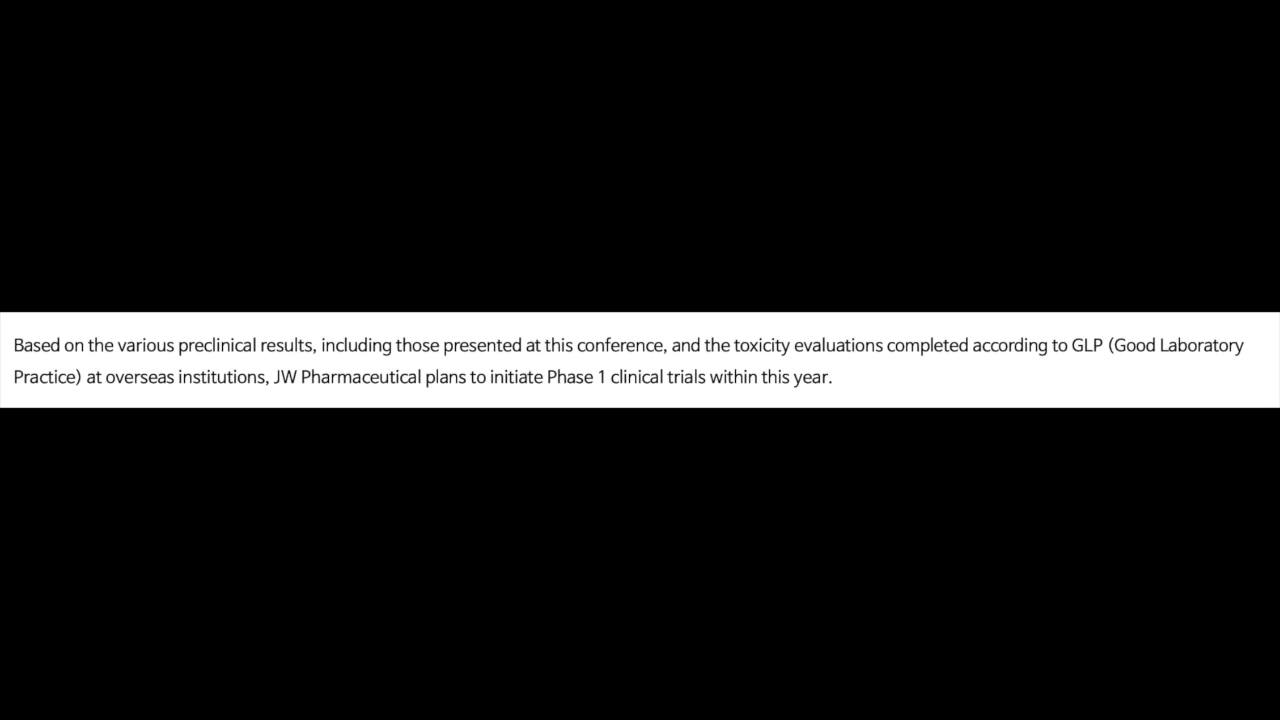 Based on the various preclinical results, including those presented at this conference, and the toxicity evaluations completed according to GLP (Good Laboratory
Practice) at overseas institutions, JW Pharmaceutical plans to initiate Phase 1 clinical trials within this year.